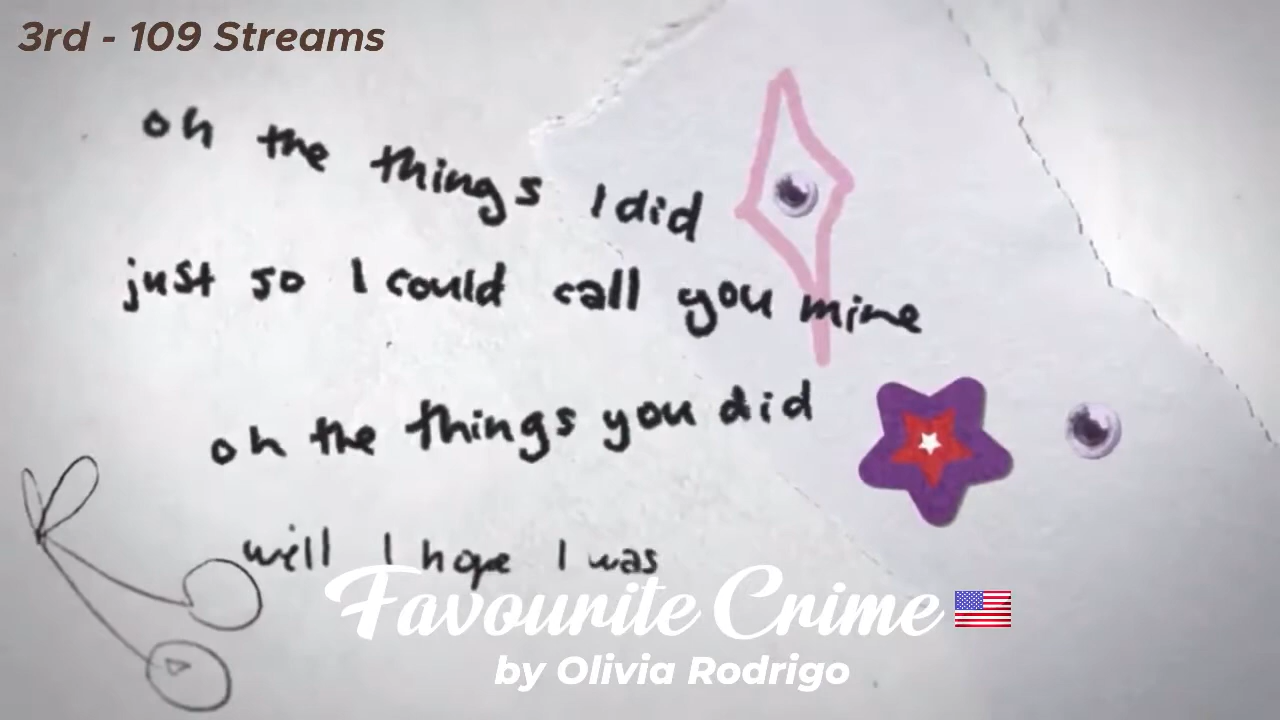 3rd - 109 Streams
oh the things I did
just so I could call you mine
oh the things you did
well I hope I was
Favourite Crime
by Olivia Rodrigo